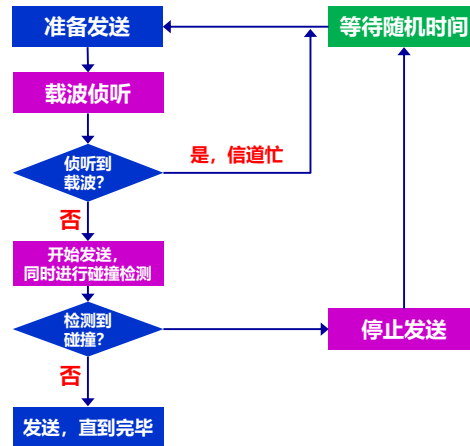 准备发送
等待随机时间
载波侦听
侦听到
载波？
是，信道忙
否
开始发送，
同时进行碰撞检测
检测到
碰撞？
停止发送
否
发送，直到完毕